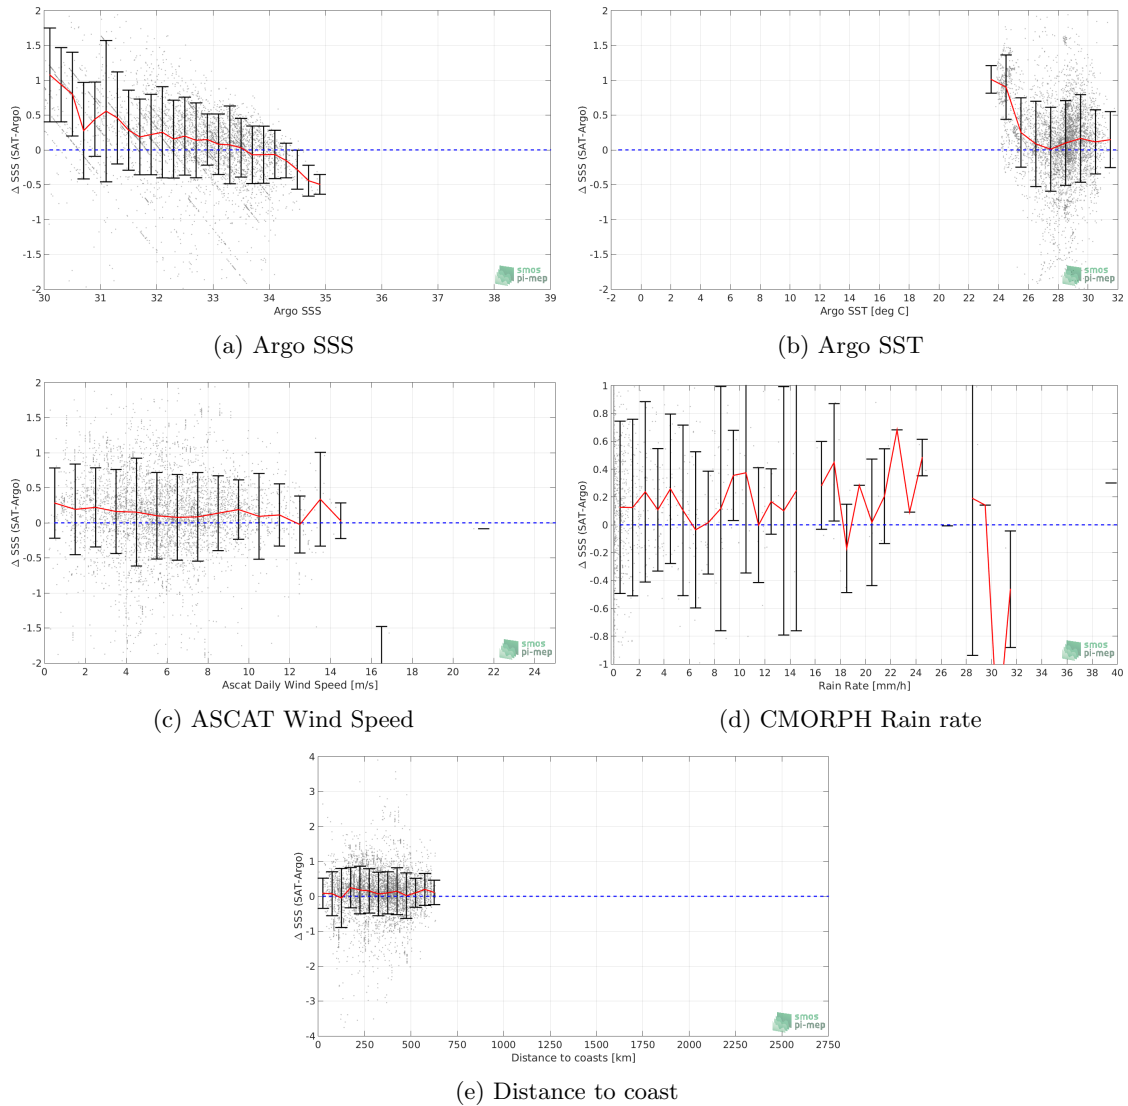 2
1.5
1
0.5
0
-0.5
-1
-1.5
-2
Δ SSS (SAT-Argo)
30 31 32 33 34 35 36 37 38 39
Argo SSS
smos
pi-mep
(a) Argo SSS
2
1.5
1
0.5
0
-0.5
-1
-1.5
-2
Δ SSS (SAT-Argo)
-2 0 2 4 6 8 10 12 14 16 18 20 22 24 26 28 30 32
Argo SST [deg C]
smos
pi-mep
(b) Argo SST
2
1.5
1
0.5
0
-0.5
-1
-1.5
-2
Δ SSS (SAT-Argo)
0 2 4 6 8 10 12 14 16 18 20 22 24
Ascat Daily Wind Speed [m/s]
smos
pi-mep
(c) ASCAT Wind Speed
1
0.8
0.6
0.4
0.2
0
-0.2
-0.4
-0.6
-0.8
-1
Δ SSS (SAT-Argo)
0 2 4 6 8 10 12 14 16 18 20 22 24 26 28 30 32 34 36 38 40
Rain Rate [mm/h]
smos
pi-mep
(d) CMORPH Rain rate
4
3
2
1
0
-1
-2
-3
-4
Δ SSS (SAT-Argo)
0 250 500 750 1000 1250 1500 1750 2000 2250 2500 2750
Distance to coasts [km]
smos
pi-mep
(e) Distance to coast